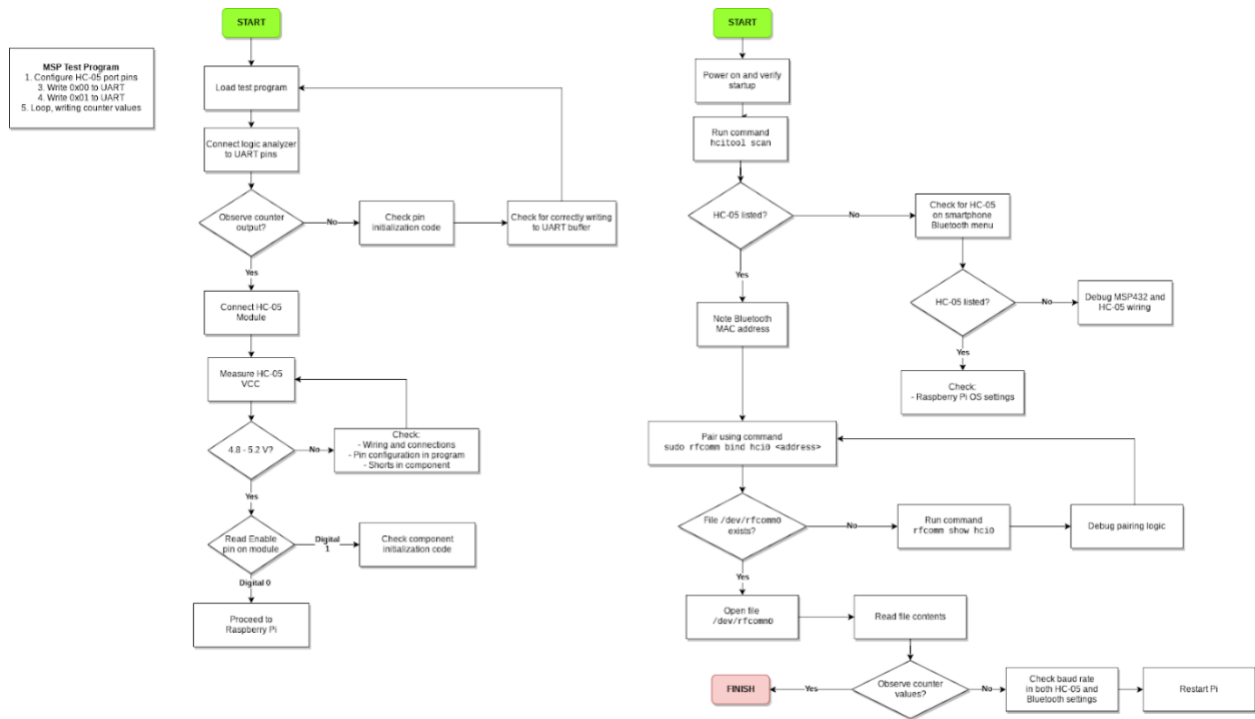 MSP Test Program
1. Configure HC-05 port pins
3. Write 0x00 to UART
4. Write 0x01 to UART
5. Loop, writing counter values
START
Load test program
Connect logic analyzer
to UART pins
Observe counter
output?
No
Check pin
initialization code
Check for correctly writing
to UART buffer
Yes
Connect HC-05
Module
Measure HC-05
VCC
4.8 - 5.2 V?
No
Check:
- Wiring and connections
- Pin configuration in program
- Shorts in component
Yes
Read Enable
pin on module
Digital
1
Check component
initialization code
Digital 0
Proceed to
Raspberry Pi
START
Power on and verify
startup
Run command
hcitool scan
HC-05 listed?
No
Check for HC-05
on smartphone
Bluetooth menu
HC-05 listed?
No
Debug MSP432 and
HC-05 wiring
Yes
Check:
- Raspberry Pi OS settings
Yes
Note Bluetooth
MAC address
Pair using command
sudo rfcomm bind hci0 <address>
File /dev/rfcomm0
exists?
No
Run command
rfcomm show hci0
Debug pairing logic
Yes
Open file
/dev/rfcomm0
Read file contents
Observe counter
values?
Yes
FINISH
No
Check baud rate
in both HC-05 and
Bluetooth settings
Restart Pi